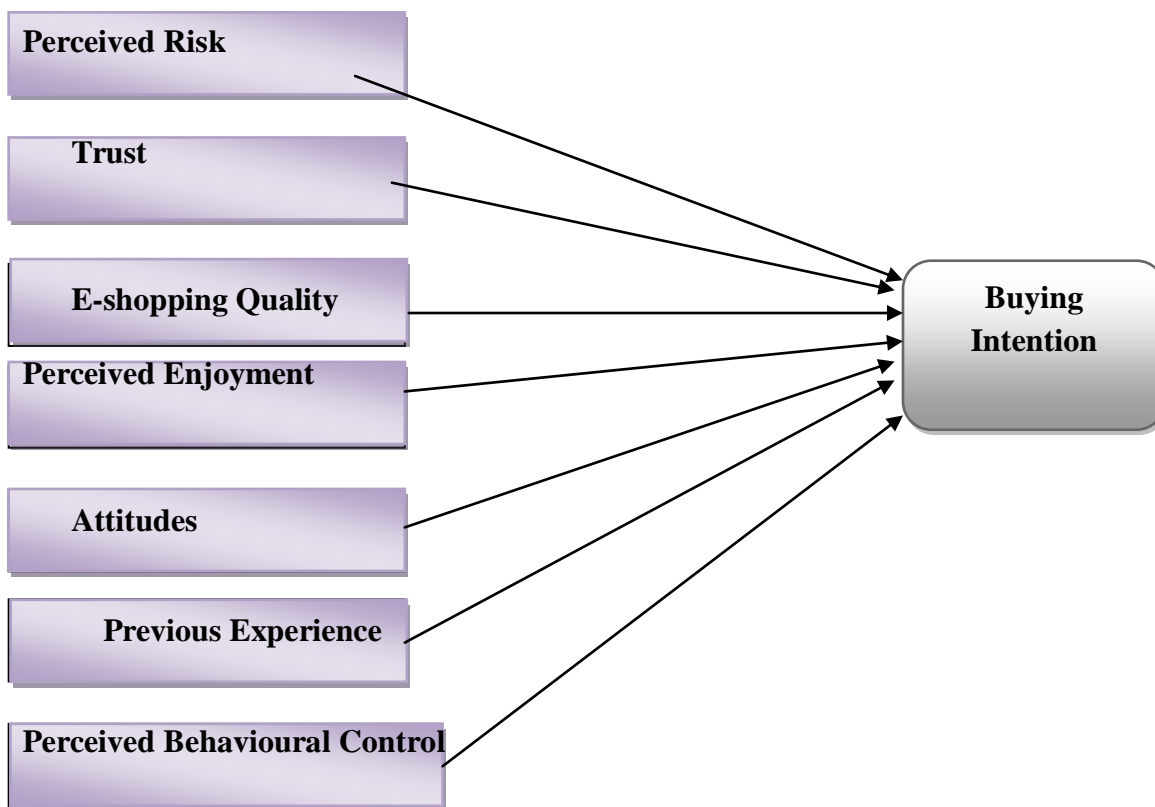 Perceived Risk
Trust
E-shopping Quality
Perceived Enjoyment
Attitudes
Previous Experience
Perceived Behavioural Control
Buying
Intention